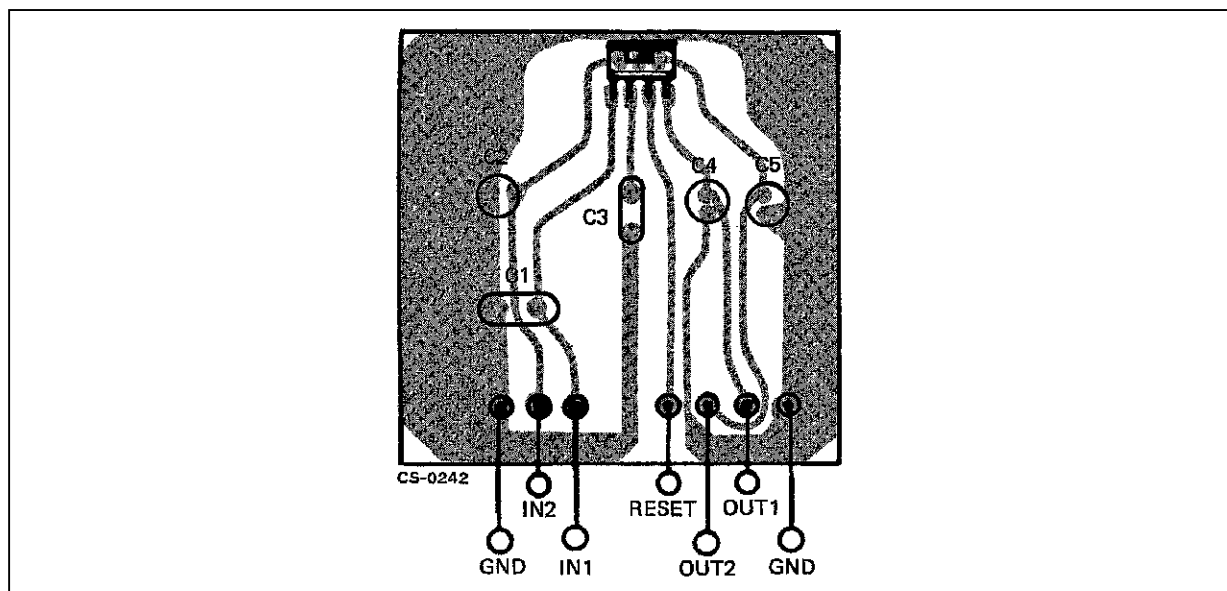 C2
C4
C5
C3
C1
CS-0242
IN2
RESET
OUT1
GND
IN1
OUT2
GND